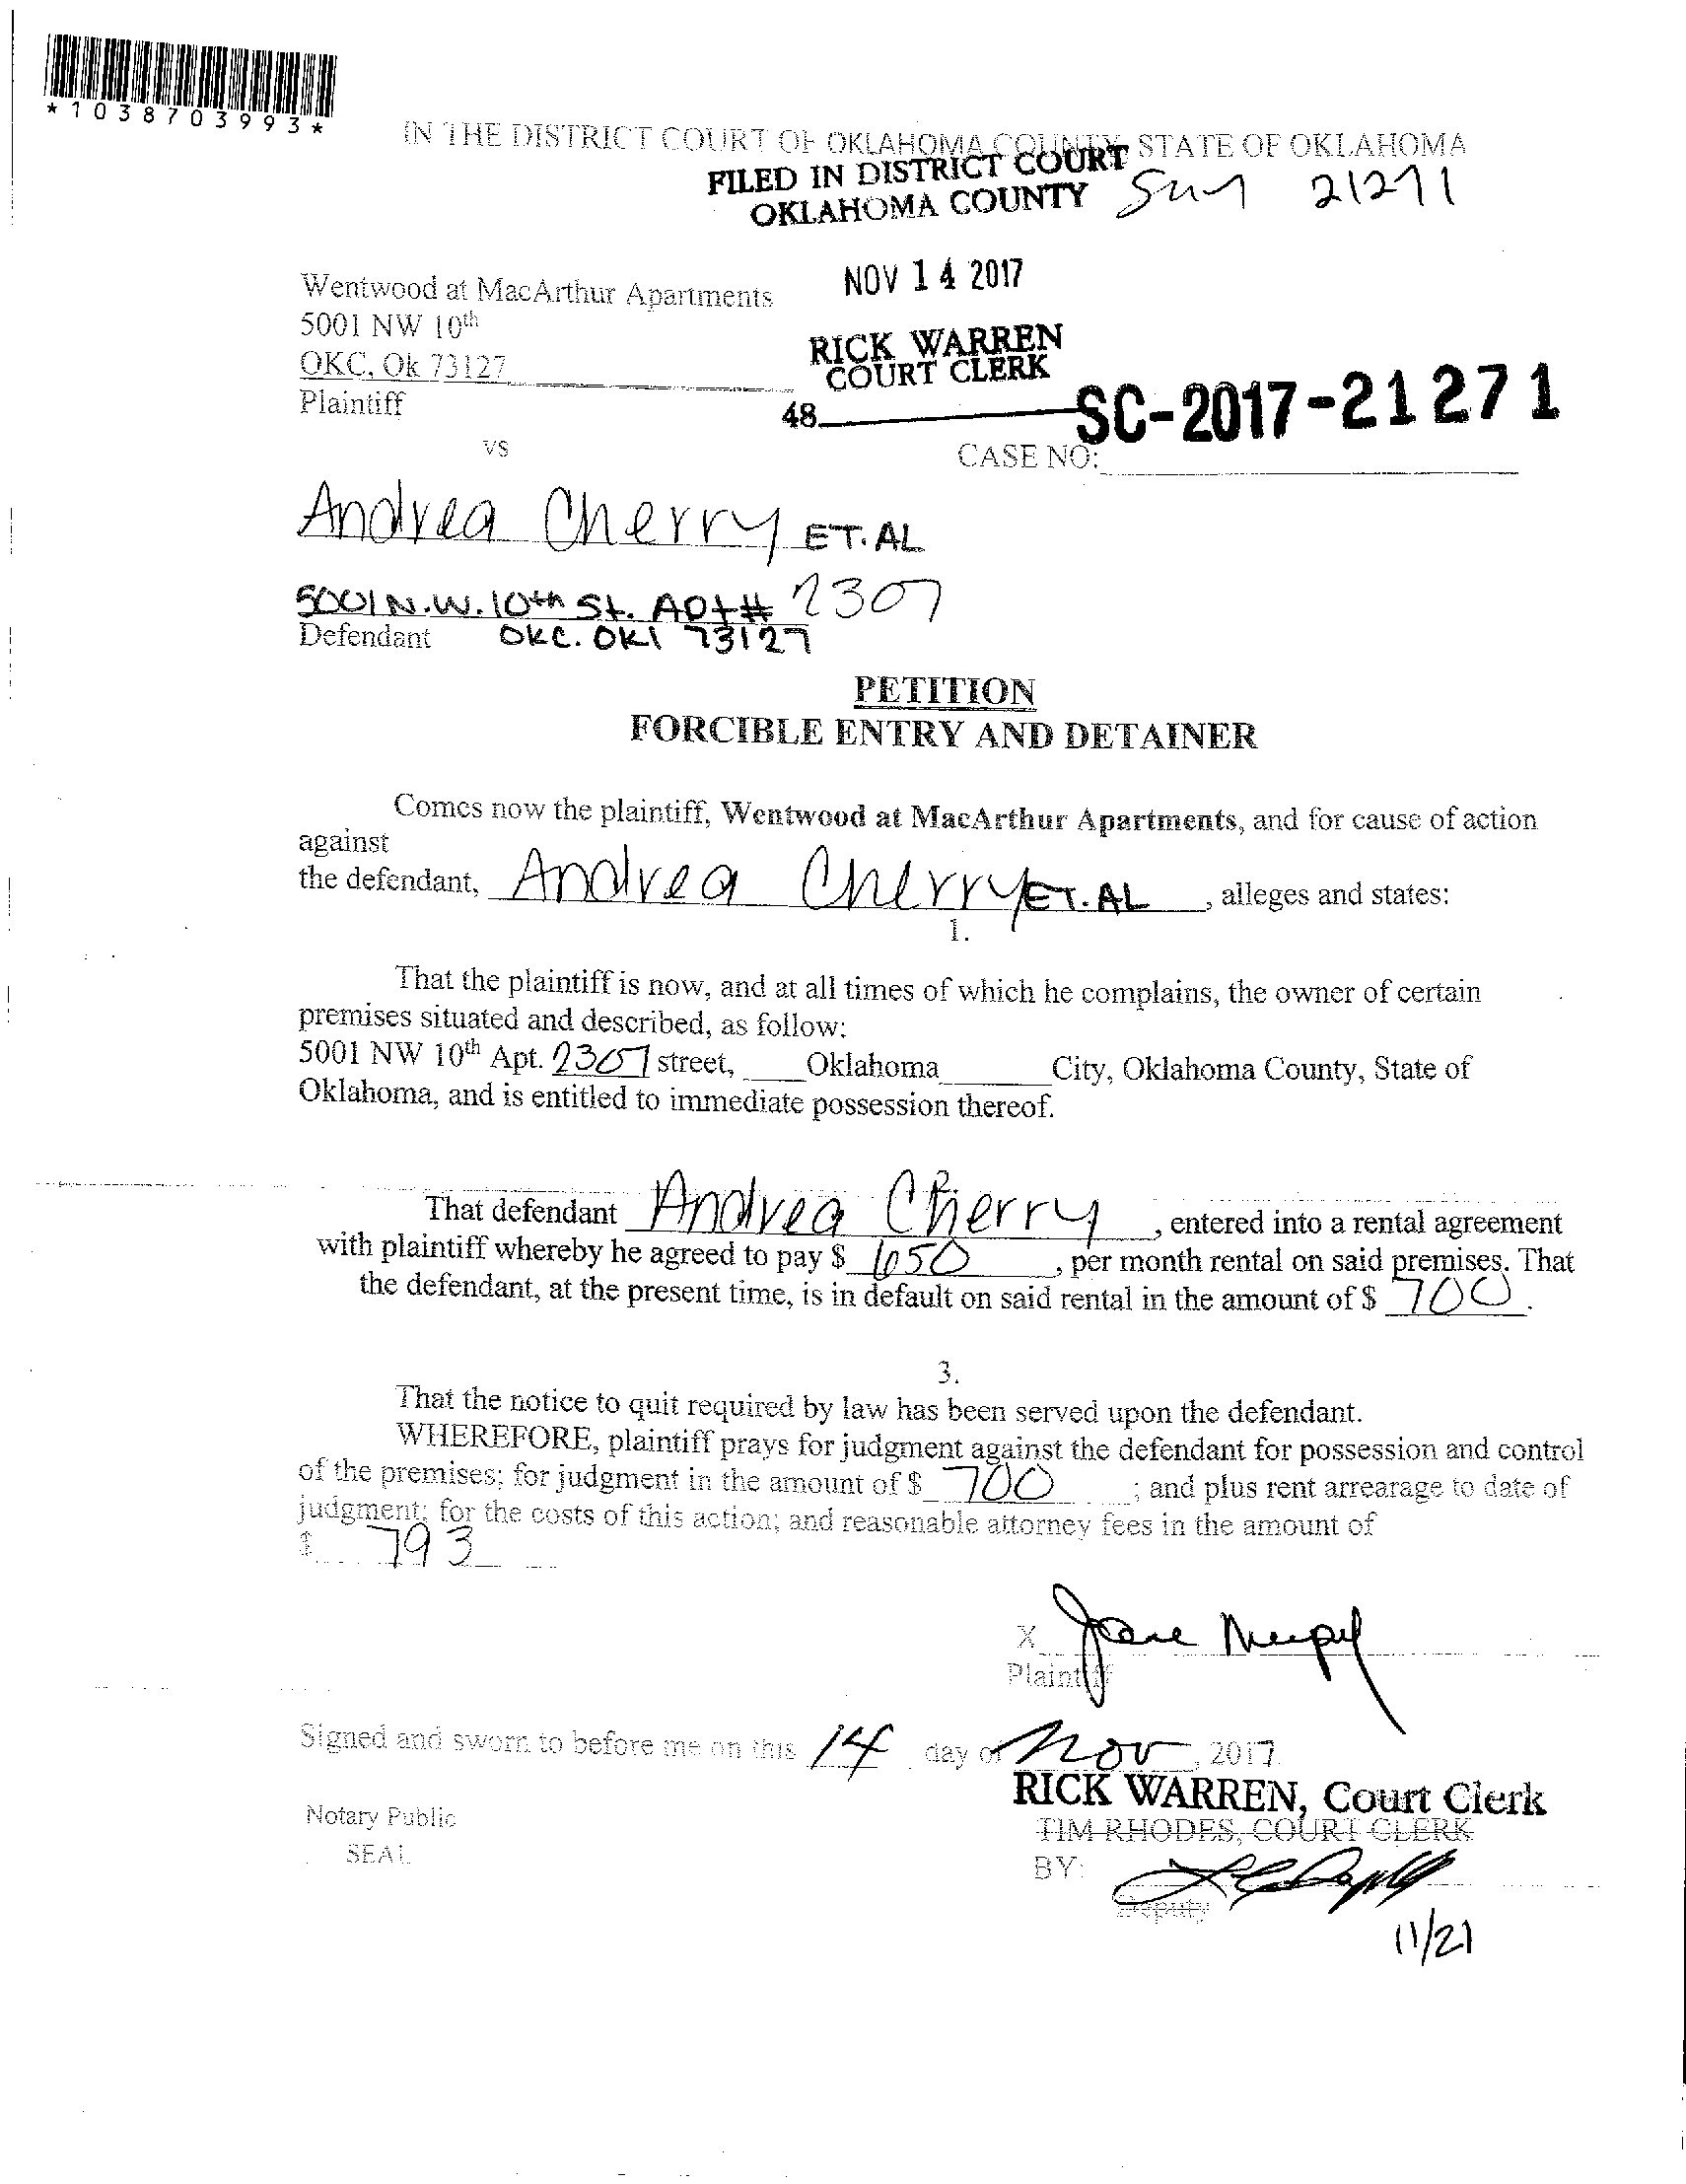 *1038703993*
IN THE DISTRICT COURT OF OKLAHOMA COUNTY, STATE OF OKLAHOMA
FILED IN DISTRICT COURT
OKLAHOMA COUNTY
21271
NOV 14 2017
Wentwood at MacArthur Apartments
5001 NW 10th
RICK WARREN
COURT CLERK
OKC, Ok 73127
Plaintiff
48
SC-2017-21271
vs
CASE NO:
Andrea Cherry ET. AL
5001 N.W. 10th St. Apt# 2307
Defendant OKC. OKl 73127
PETITION
FORCIBLE ENTRY AND DETAINER
Comes now the plaintiff, Wentwood at MacArthur Apartments, and for cause of action
against
the defendant, Andrea Cherry ET. AL, alleges and states:
1.
That the plaintiff is now, and at all times of which he complains, the owner of certain
premises situated and described, as follow:
5001 NW 10th Apt. 2307 street, Oklahoma City, Oklahoma County, State of
Oklahoma, and is entitled to immediate possession thereof.
That defendant Andrea Cherry, entered into a rental agreement
with plaintiff whereby he agreed to pay $ 650, per month rental on said premises. That
the defendant, at the present time, is in default on said rental in the amount of $ 700.
3.
That the notice to quit required by law has been served upon the defendant.
WHEREFORE, plaintiff prays for judgment against the defendant for possession and control
of the premises; for judgment in the amount of $ 700; and plus rent arrearage to date of
judgment; for the costs of this action; and reasonable attorney fees in the amount of
$ 793
X
Plaintiff
Signed and sworn to before me on this 14 day of Nov, 2017.
RICK WARREN, Court Clerk
Notary Public
TIM RHODES, COURT CLERK
SEAL
BY:
Deputy
11/21